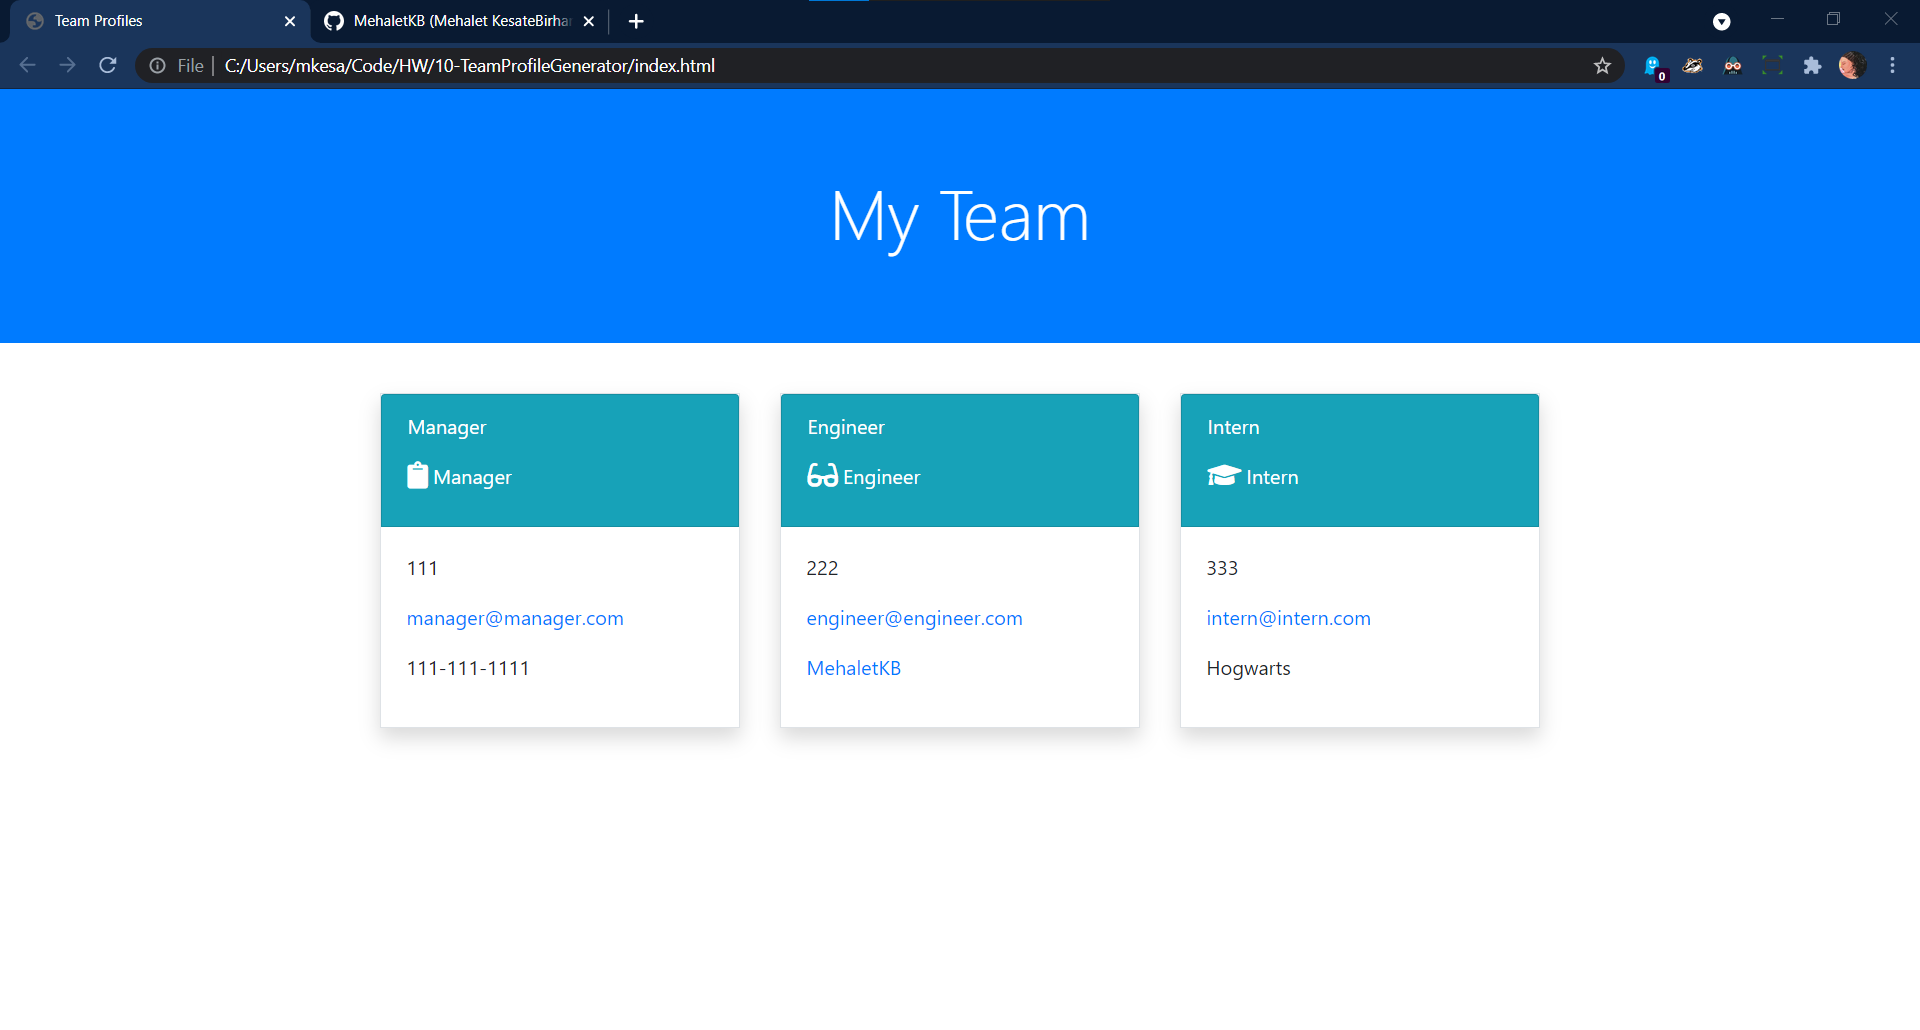 Team Profiles
MehaletKB (Mehalet KesateBirhan
File
C:/Users/mkesa/Code/HW/10-TeamProfileGenerator/index.html
0
My Team
Manager
Manager
111
manager@manager.com
111-111-1111
Engineer
Engineer
222
engineer@engineer.com
MehaletKB
Intern
Intern
333
intern@intern.com
Hogwarts